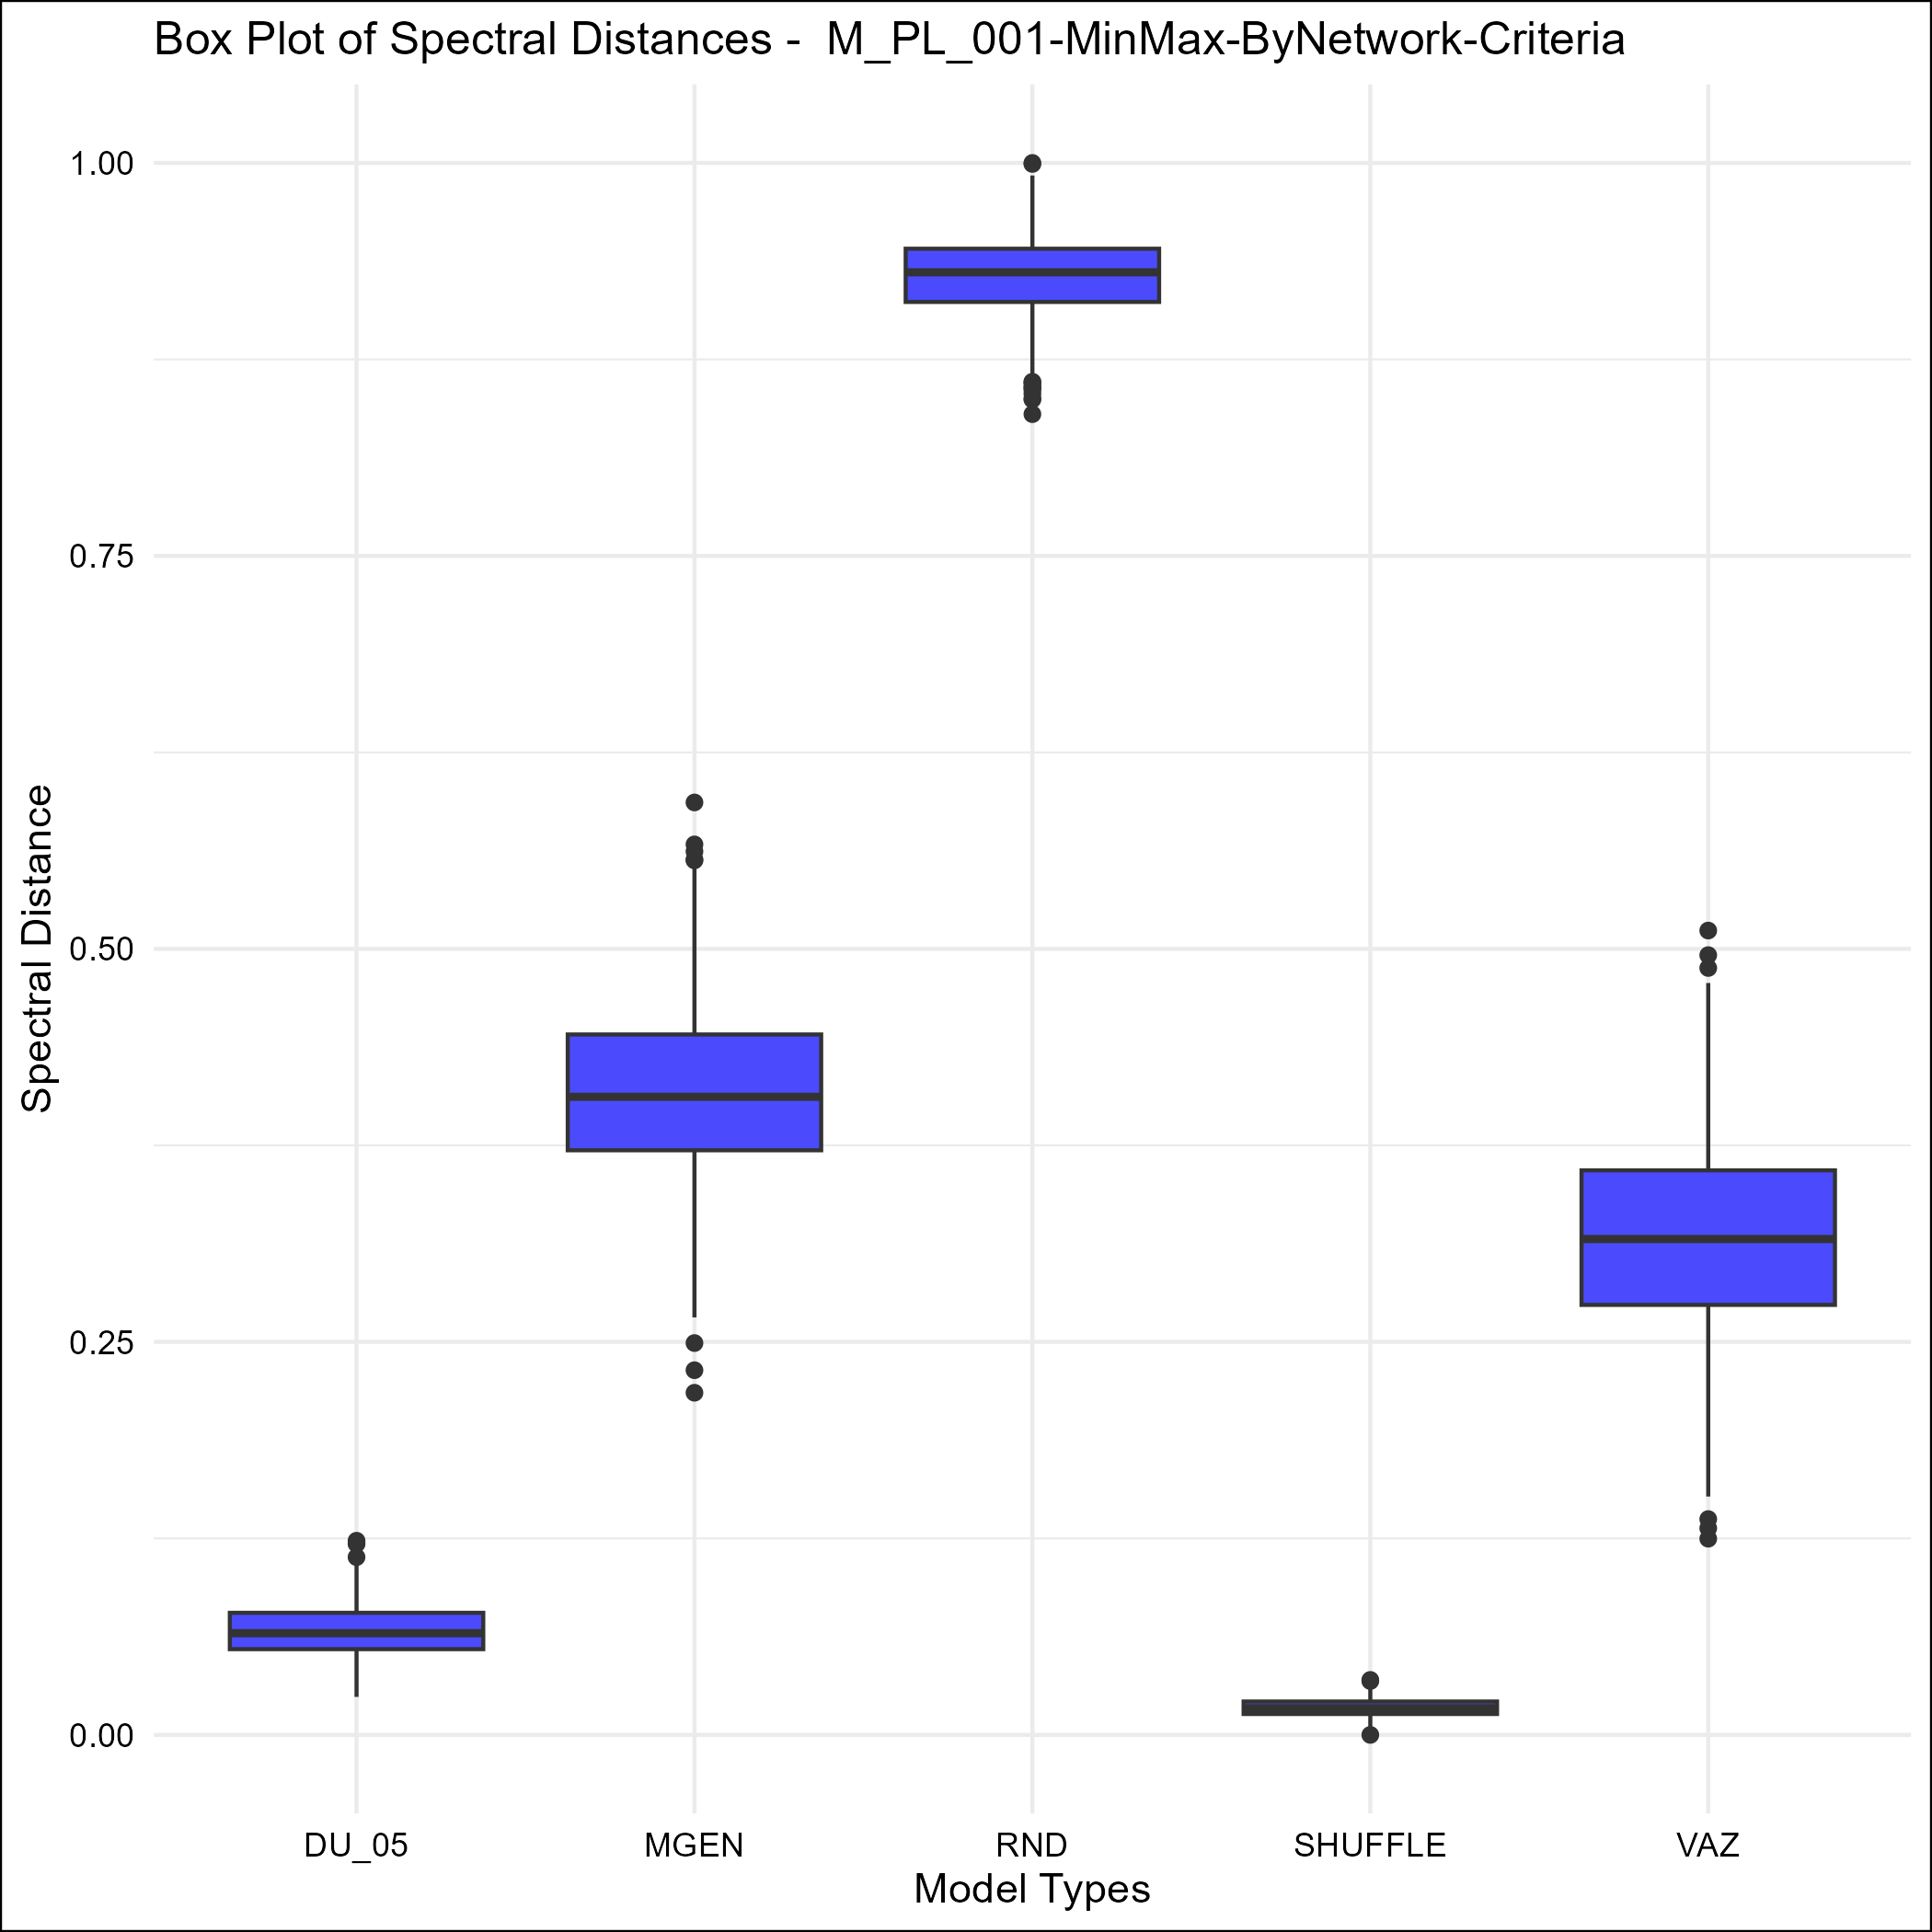 Box Plot of Spectral Distances -  M_PL_001-MinMax-ByNetwork-Criteria
Spectral Distance
1.00
0.75
0.50
0.25
0.00
DU_05 MGEN RND SHUFFLE VAZ
Model Types